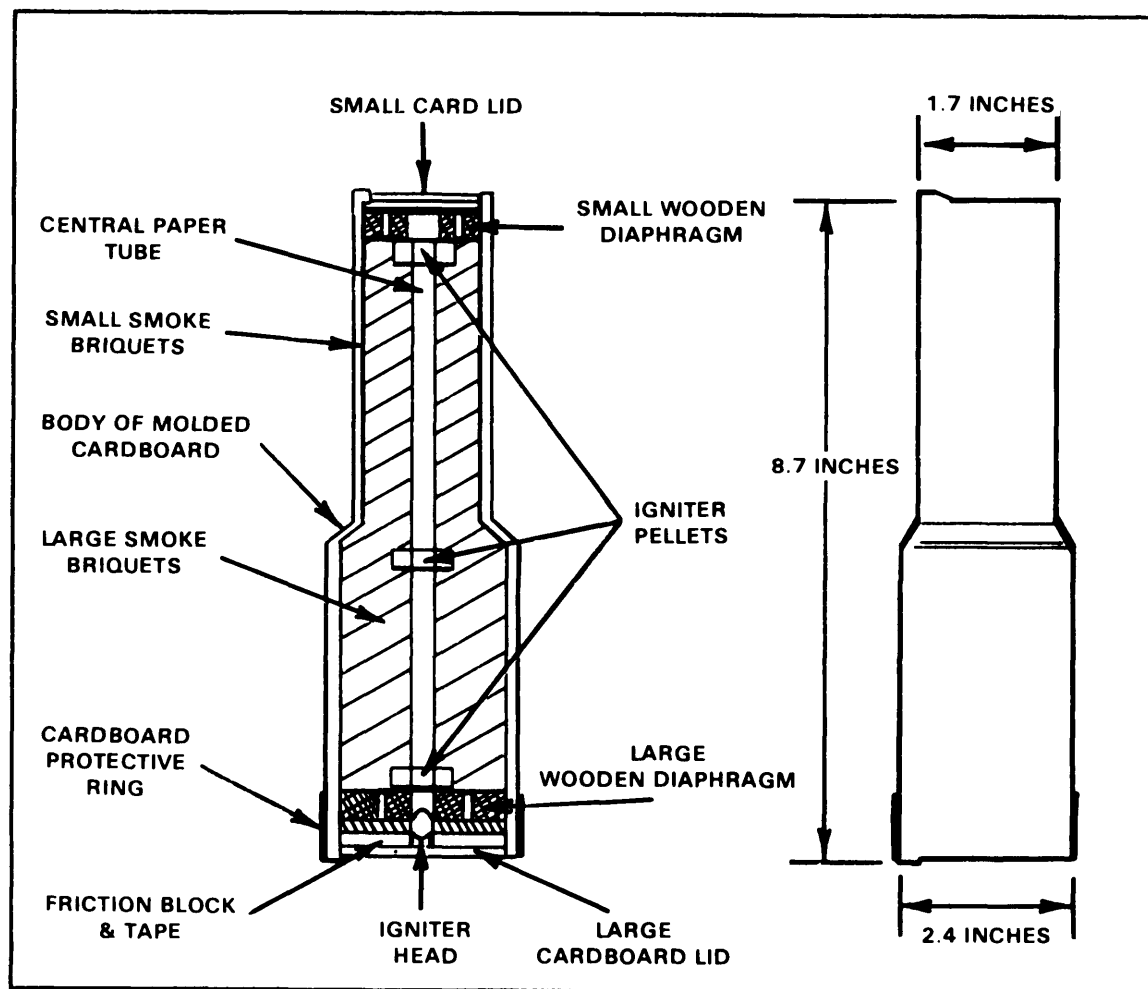 SMALL CARD LID
CENTRAL PAPER
TUBE
SMALL SMOKE
BRIQUETS
BODY OF MOLDED
CARDBOARD
LARGE SMOKE
BRIQUETS
CARDBOARD
PROTECTIVE
RING
FRICTION BLOCK
& TAPE
IGNITER
HEAD
LARGE
CARDBOARD LID
LARGE
WOODEN DIAPHRAGM
IGNITER
PELLETS
SMALL WOODEN
DIAPHRAGM
1.7 INCHES
8.7 INCHES
2.4 INCHES